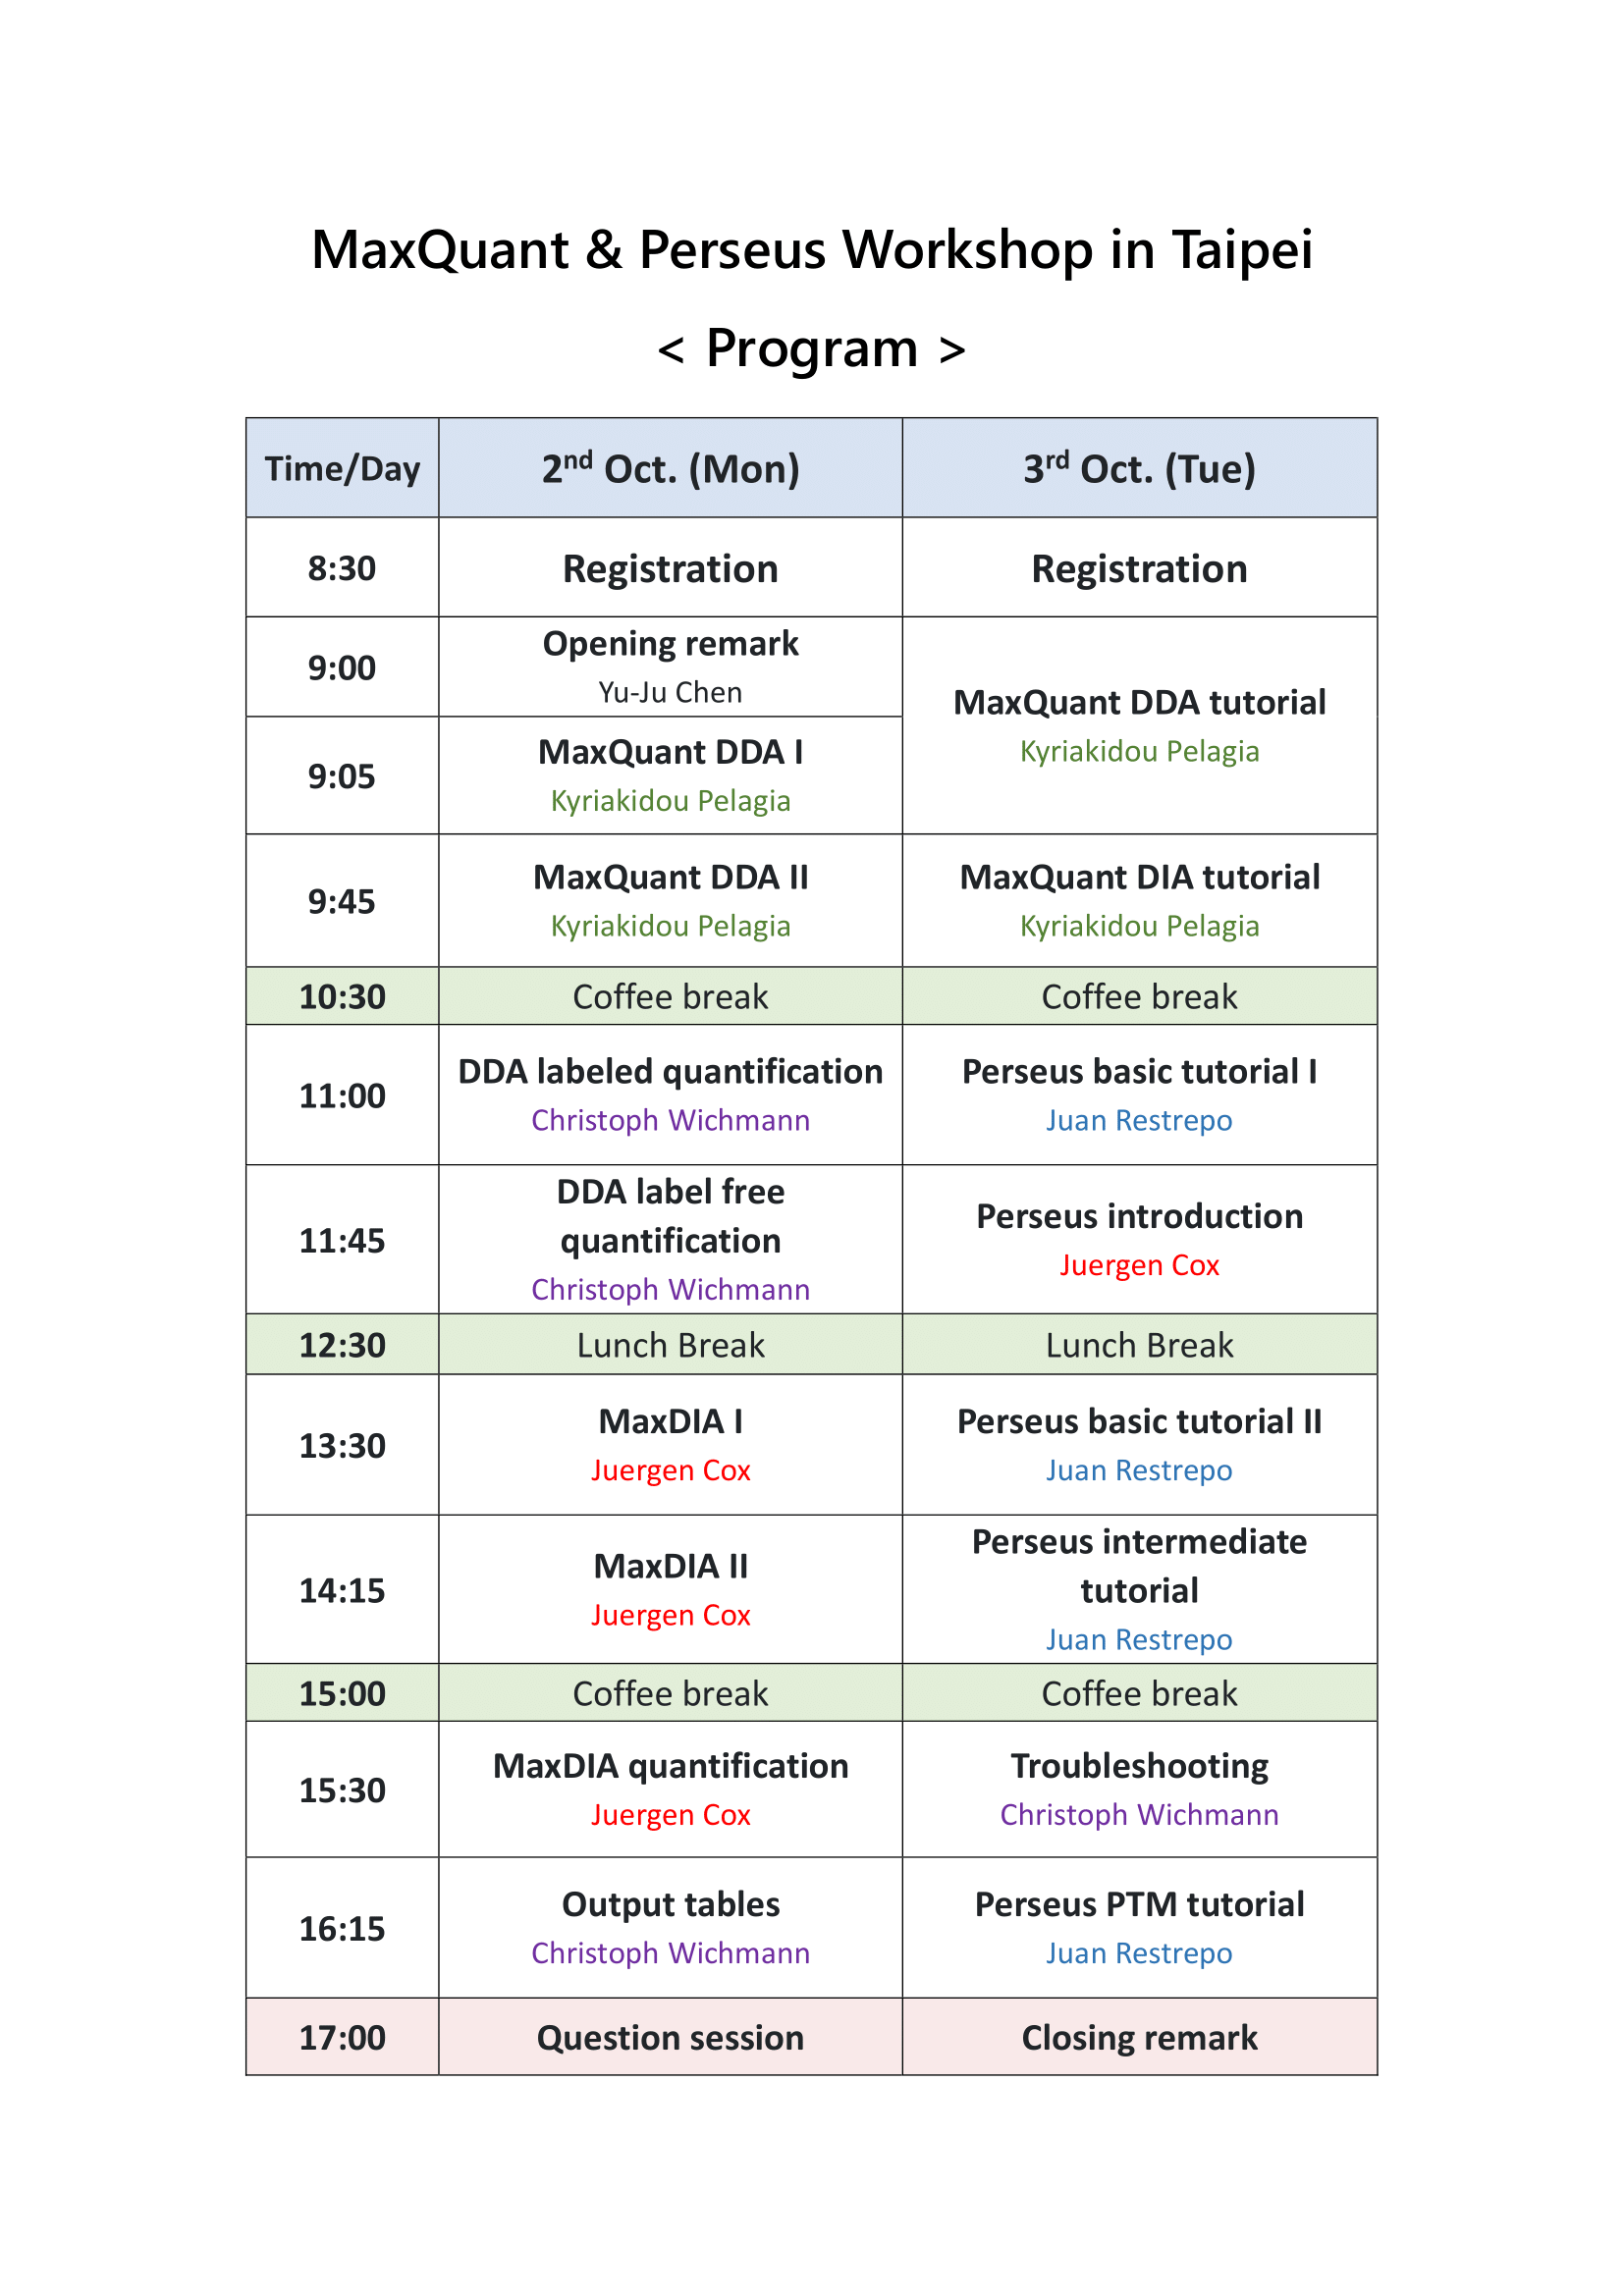 MaxQuant & Perseus Workshop in Taipei
< Program >
Time/Day
2nd Oct. (Mon)
3rd Oct. (Tue)
8:30
Registration
Registration
9:00
Opening remark
Yu-Ju Chen
MaxQuant DDA tutorial
Kyriakidou Pelagia
9:05
MaxQuant DDA I
Kyriakidou Pelagia
9:45
MaxQuant DDA II
Kyriakidou Pelagia
MaxQuant DIA tutorial
Kyriakidou Pelagia
10:30
Coffee break
Coffee break
11:00
DDA labeled quantification
Christoph Wichmann
Perseus basic tutorial I
Juan Restrepo
11:45
DDA label free
quantification
Christoph Wichmann
Perseus introduction
Juergen Cox
12:30
Lunch Break
Lunch Break
13:30
MaxDIA I
Juergen Cox
Perseus basic tutorial II
Juan Restrepo
14:15
MaxDIA II
Juergen Cox
Perseus intermediate
tutorial
Juan Restrepo
15:00
Coffee break
Coffee break
15:30
MaxDIA quantification
Juergen Cox
Troubleshooting
Christoph Wichmann
16:15
Output tables
Christoph Wichmann
Perseus PTM tutorial
Juan Restrepo
17:00
Question session
Closing remark